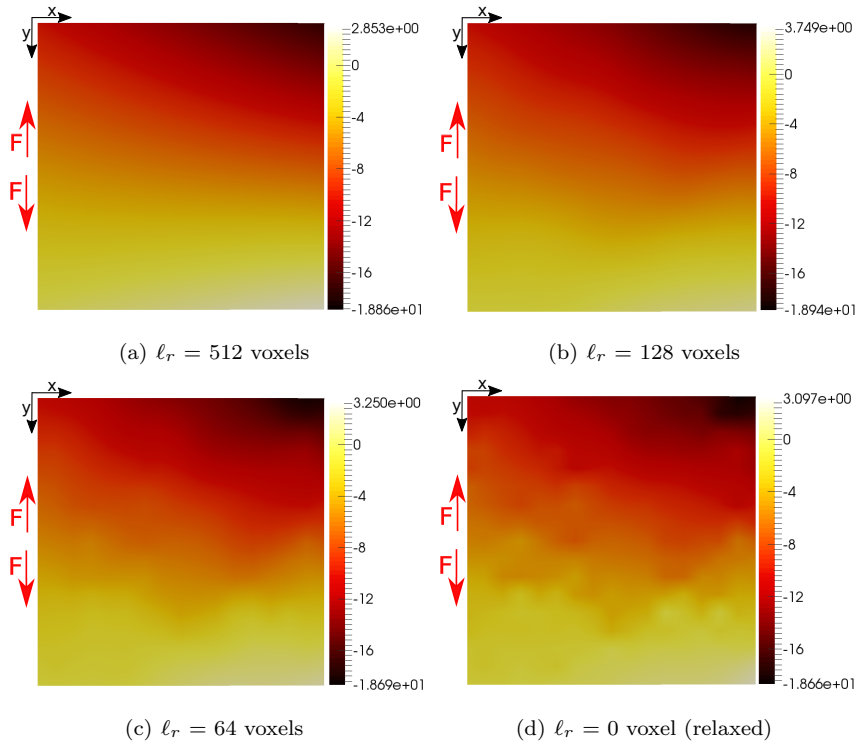 x
y
F
F
2.853e+00
0
-4
-8
-12
-16
-1.886e+01
(a) ℓr = 512 voxels
x
y
F
F
3.749e+00
0
-4
-8
-12
-16
-1.894e+01
(b) ℓr = 128 voxels
x
y
F
F
3.250e+00
0
-4
-8
-12
-16
-1.869e+01
(c) ℓr = 64 voxels
x
y
F
F
3.097e+00
0
-4
-8
-12
-16
-1.866e+01
(d) ℓr = 0 voxel (relaxed)